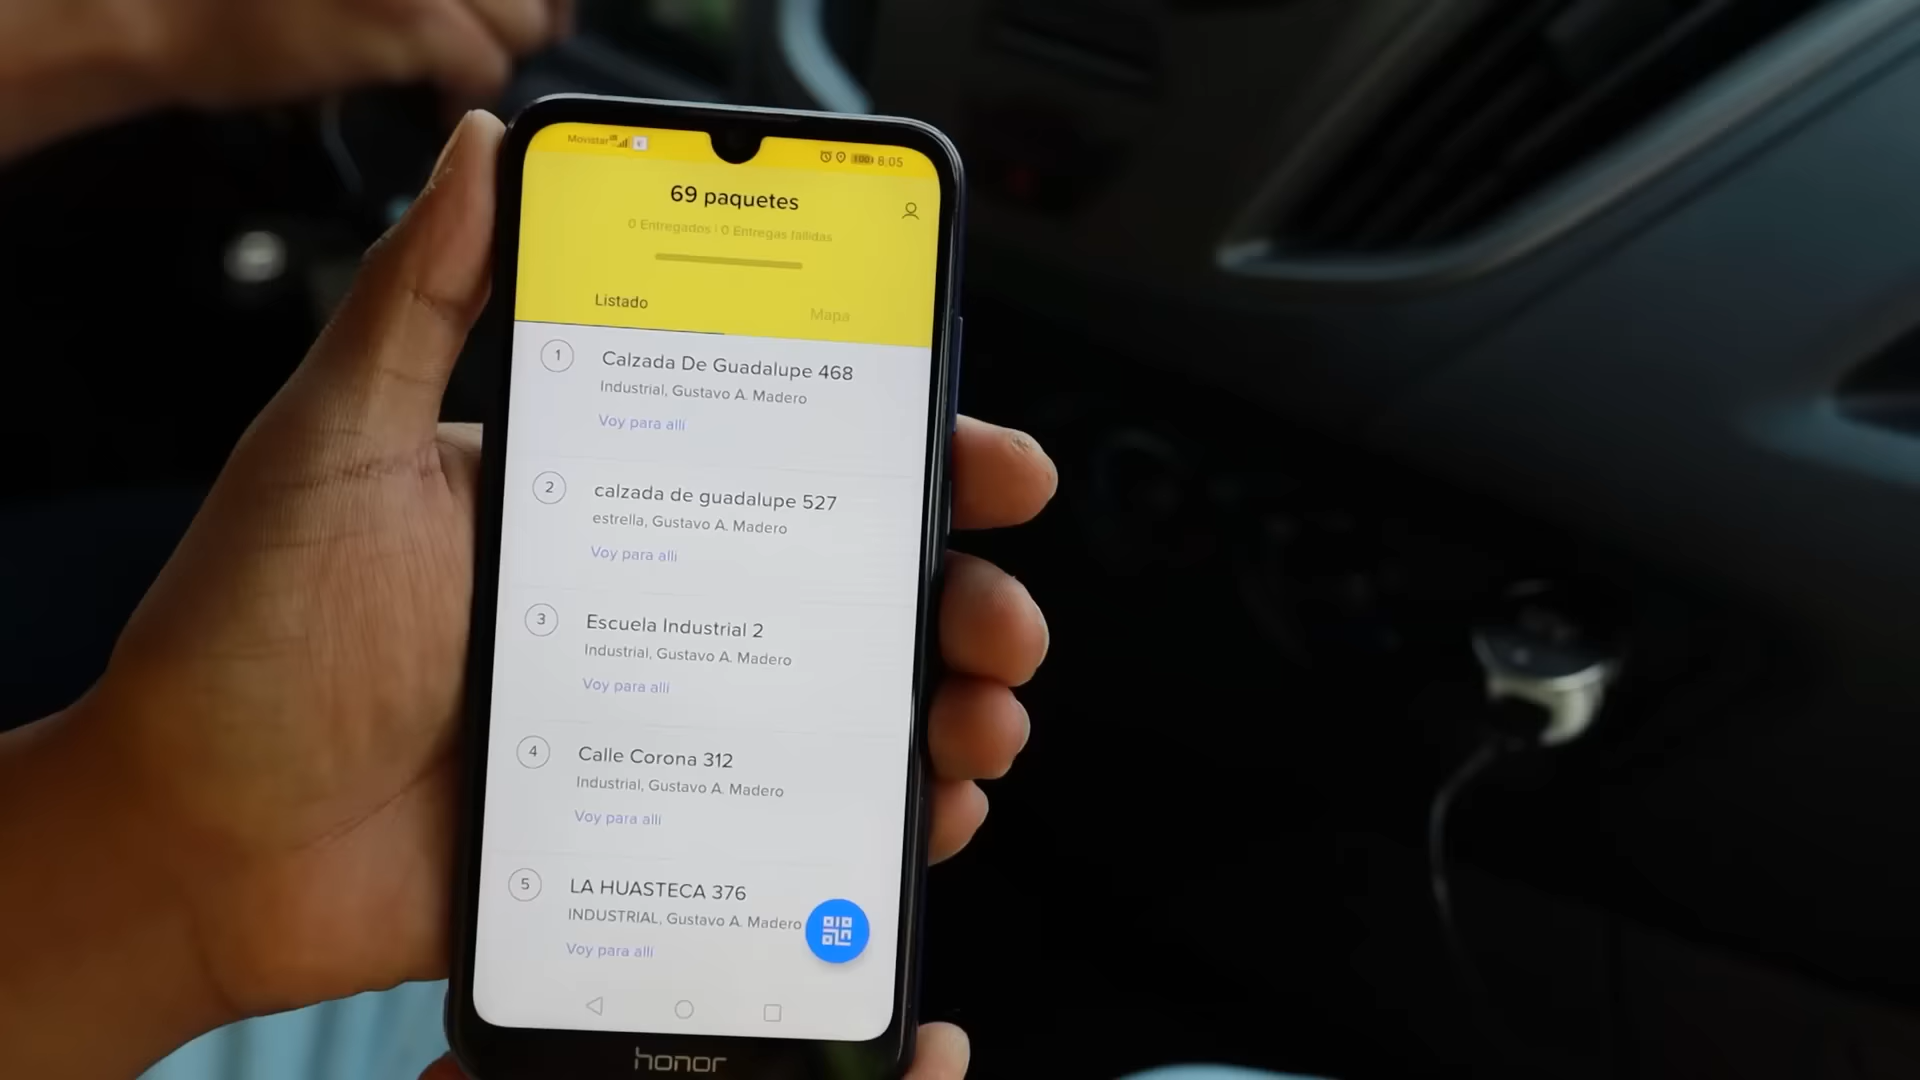 Movistar 8:05
69 paquetes
0 Entregados | 0 Entregas fallidas
Listado Mapa
1 Calzada De Guadalupe 468
Industrial, Gustavo A. Madero
Voy para allí
2 calzada de guadalupe 527
estrella, Gustavo A. Madero
Voy para allí
3 Escuela Industrial 2
Industrial, Gustavo A. Madero
Voy para allí
4 Calle Corona 312
Industrial, Gustavo A. Madero
Voy para allí
5 LA HUASTECA 376
INDUSTRIAL, Gustavo A. Madero
Voy para allí
honor